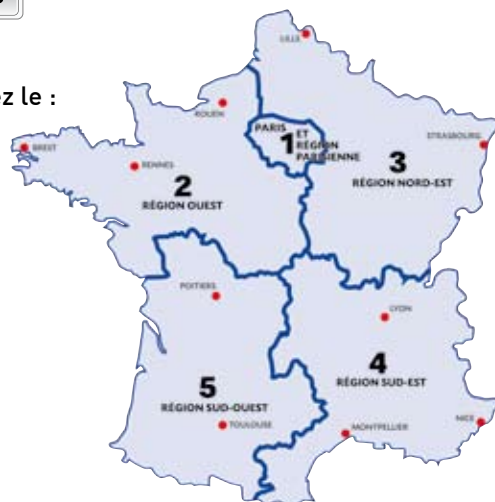 ez le :
LILLE
ROUEN
PARIS
ET
1 RÉGION
PARISIENNE
STRASBOURG
BREST
RENNES
3
RÉGION NORD-EST
2
RÉGION OUEST
POITIERS
LYON
4
RÉGION SUD-EST
5
RÉGION SUD-OUEST
TOULOUSE
MONTPELLIER
NICE